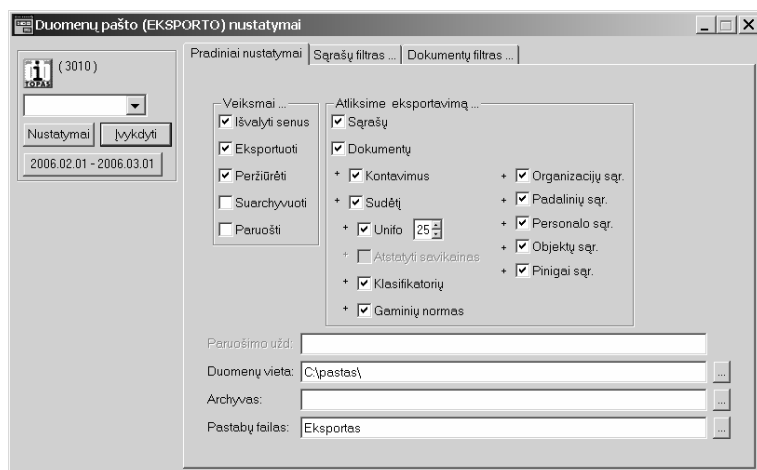 Duomenų pašto (EKSPORTO) nustatymai
i
TOPAS
(3010)
Nustatymai
Įvykdyti
2006.02.01 - 2006.03.01
Pradiniai nustatymai
Sąrašų filtras ...
Dokumentų filtras ...
Veiksmai ...
Išvalyti senus
Eksportuoti
Peržiūrėti
Suarchyvuoti
Paruošti
Atliksime eksportavimą ...
Sąrašų
Dokumentų
+ Kontavimus
+ Sudėtį
+ Unifo 25
+ Atstatyti savikainas
+ Klasifikatorių
+ Gaminių normas
+ Organizacijų sąr.
+ Padalinių sąr.
+ Personalo sąr.
+ Objektų sąr.
+ Pinigai sąr.
Paruošimo užd:
Duomenų vieta: C:\pastas\ ...
Archyvas: ...
Pastabų failas: Eksportas ...